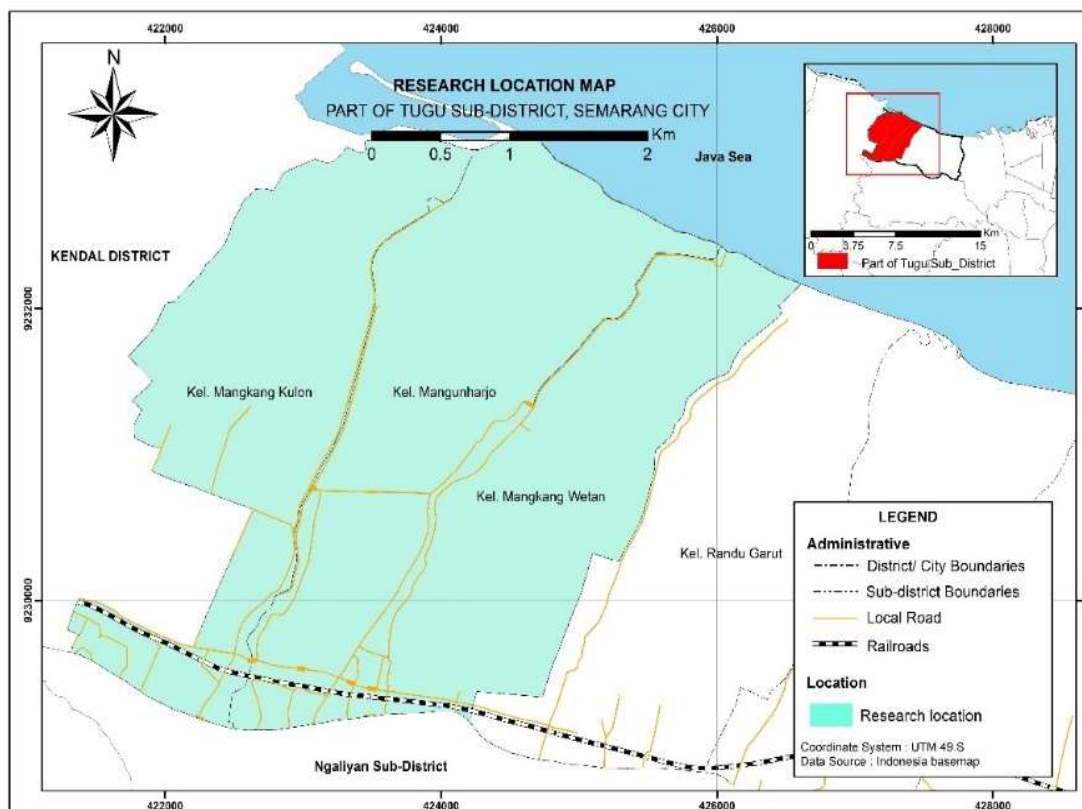 422000 424000 426000 428000
N
RESEARCH LOCATION MAP
PART OF TUGU SUB-DISTRICT, SEMARANG CITY
Km
0 0.5 1 2
Java Sea
Km
0 3.75 7.5 15
Part of Tugu Sub_District
KENDAL DISTRICT
9232000
9232000
Kel. Mangkang Kulon
Kel. Mangunharjo
Kel. Mangkang Wetan
Kel. Randu Garut
9230000
9230000
LEGEND
Administrative
District/ City Boundaries
Sub-district Boundaries
Local Road
Railroads
Location
Research location
Coordinate System : UTM 49.S
Data Source : Indonesia basemap
Ngaliyan Sub-District
422000 424000 426000 428000